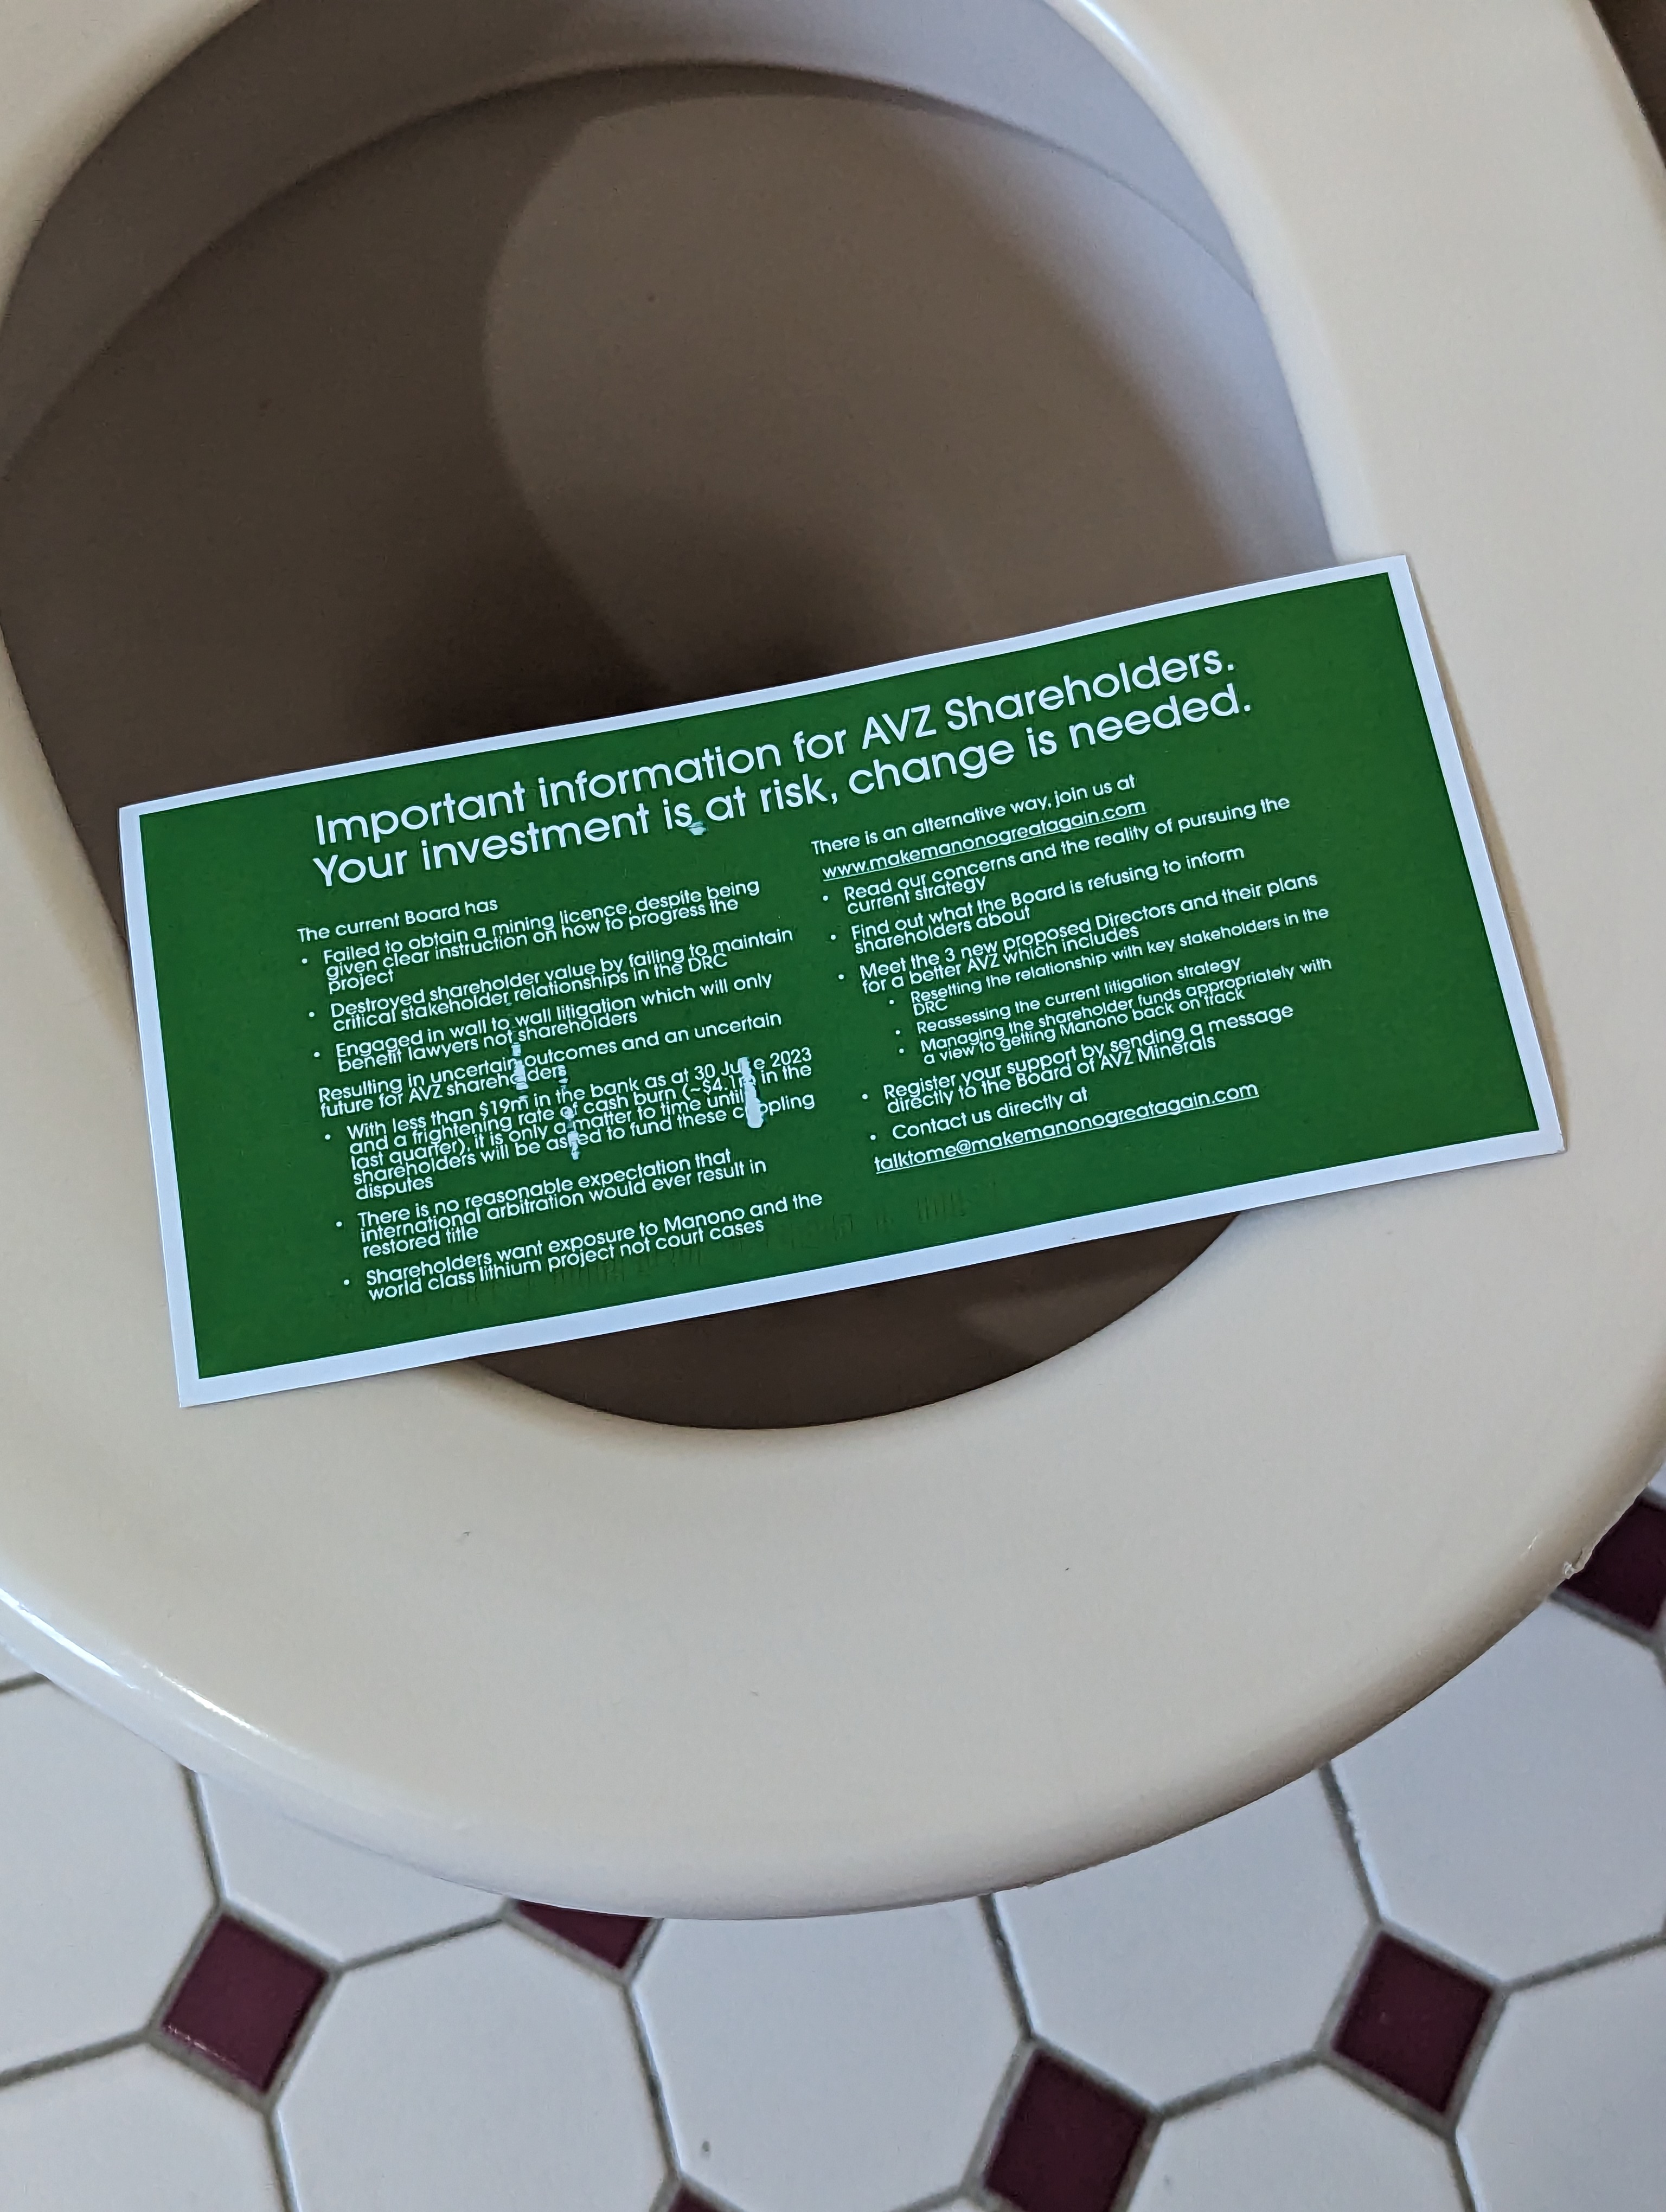 Important information for AVZ Shareholders.
Your investment is at risk, change is needed.
The current Board has
• Failed to obtain a mining licence, despite being
given clear instruction on how to progress the
project
• Destroyed shareholder value by failing to maintain
critical stakeholder relationships in the DRC
• Engaged in wall to wall litigation which will only
benefit lawyers not shareholders
Resulting in uncertain outcomes and an uncertain
future for AVZ shareholders
• With less than $19m in the bank as at 30 June 2023
and a frightening rate of cash burn (~$4.1m in the
last quarter), it is only a matter to time until
shareholders will be asked to fund these crippling
disputes
• There is no reasonable expectation that
international arbitration would ever result in
restored title
• Shareholders want exposure to Manono and the
world class lithium project not court cases
There is an alternative way, join us at
www.makemanonogreatagain.com
• Read our concerns and the reality of pursuing the
current strategy
• Find out what the Board is refusing to inform
shareholders about
• Meet the 3 new proposed Directors and their plans
for a better AVZ which includes
• Resetting the relationship with key stakeholders in the
DRC
• Reassessing the current litigation strategy
• Managing the shareholder funds appropriately with
a view to getting Manono back on track
• Register your support by sending a message
directly to the Board of AVZ Minerals
• Contact us directly at
talktome@makemanonogreatagain.com